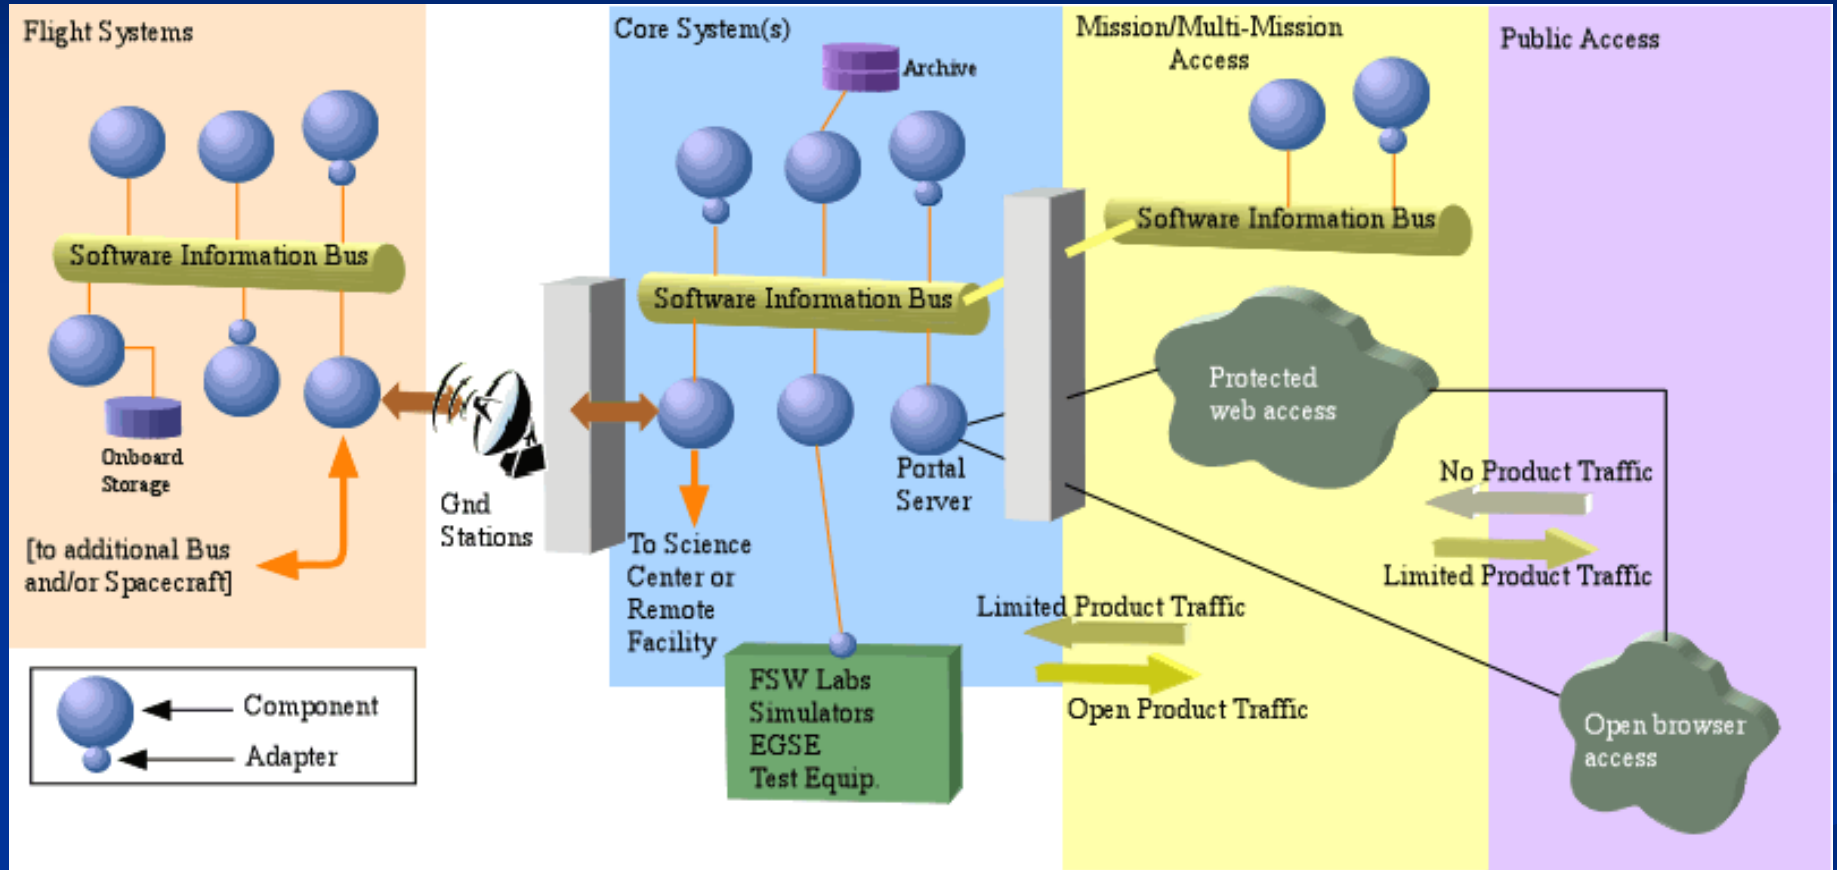 Flight Systems
Software Information Bus
Onboard
Storage
[to additional Bus
and/or Spacecraft]
Component
Adapter
Gnd
Stations
Core System(s)
Archive
Software Information Bus
Portal
Server
To Science
Center or
Remote
Facility
FSW Labs
Simulators
EGSE
Test Equip.
Mission/Multi-Mission
Access
Software Information Bus
Protected
web access
Limited Product Traffic
Open Product Traffic
Public Access
No Product Traffic
Limited Product Traffic
Open browser
access